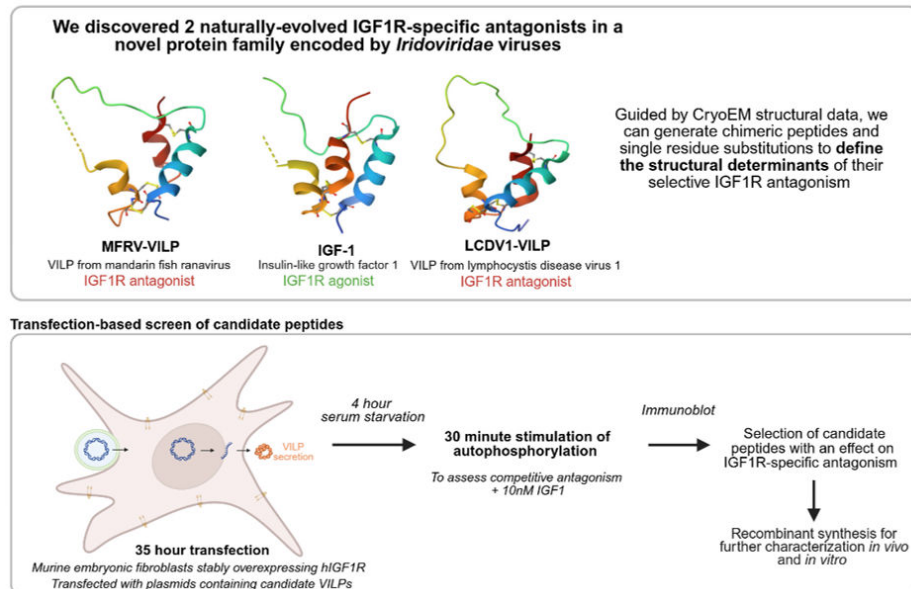 We discovered 2 naturally-evolved IGF1R-specific antagonists in a
novel protein family encoded by Iridoviridae viruses
MFRV-VILP
VILP from mandarin fish ranavirus
IGF1R antagonist
IGF-1
Insulin-like growth factor 1
IGF1R agonist
LCDV1-VILP
VILP from lymphocystis disease virus 1
IGF1R antagonist
Guided by CryoEM structural data, we
can generate chimeric peptides and
single residue substitutions to define
the structural determinants of their
selective IGF1R antagonism
Transfection-based screen of candidate peptides
VILP
secretion
35 hour transfection
Murine embryonic fibroblasts stably overexpressing hIGF1R
Transfected with plasmids containing candidate VILPs
4 hour
serum starvation
30 minute stimulation of
autophosphorylation
To assess competitive antagonism
+ 10nM IGF1
Immunoblot
Selection of candidate
peptides with an effect on
IGF1R-specific antagonism
Recombinant synthesis for
further characterization in vivo
and in vitro